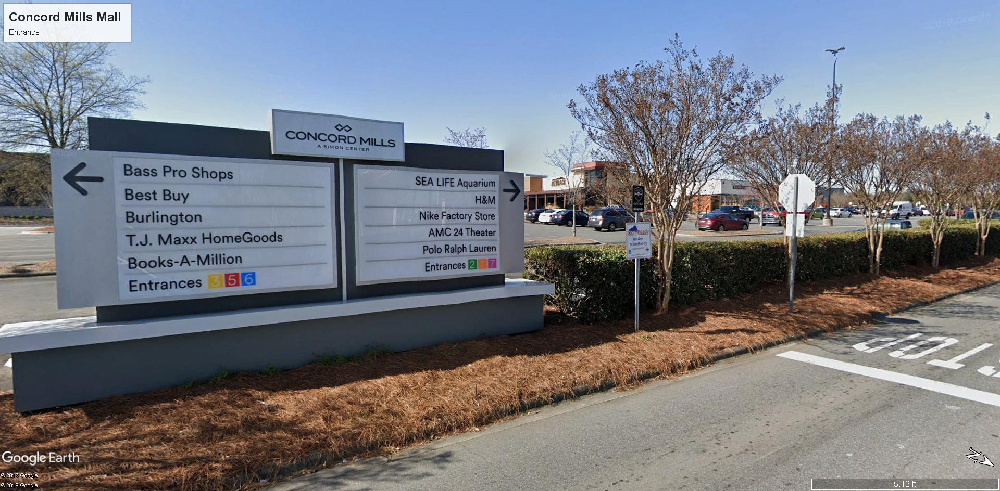 Concord Mills Mall
Entrance
CONCORD MILLS
A SIMON CENTER
Bass Pro Shops
Best Buy
Burlington
T.J. Maxx HomeGoods
Books-A-Million
Entrances 3 5 6
SEA LIFE Aquarium
H&M
Nike Factory Store
AMC 24 Theater
Polo Ralph Lauren
Entrances 2 1 7
OUTBACK
OFFICE
StormReady
We Are
StormReady
STOP
Google Earth
©2018 Google
©2019 Google
N
5.12 ft